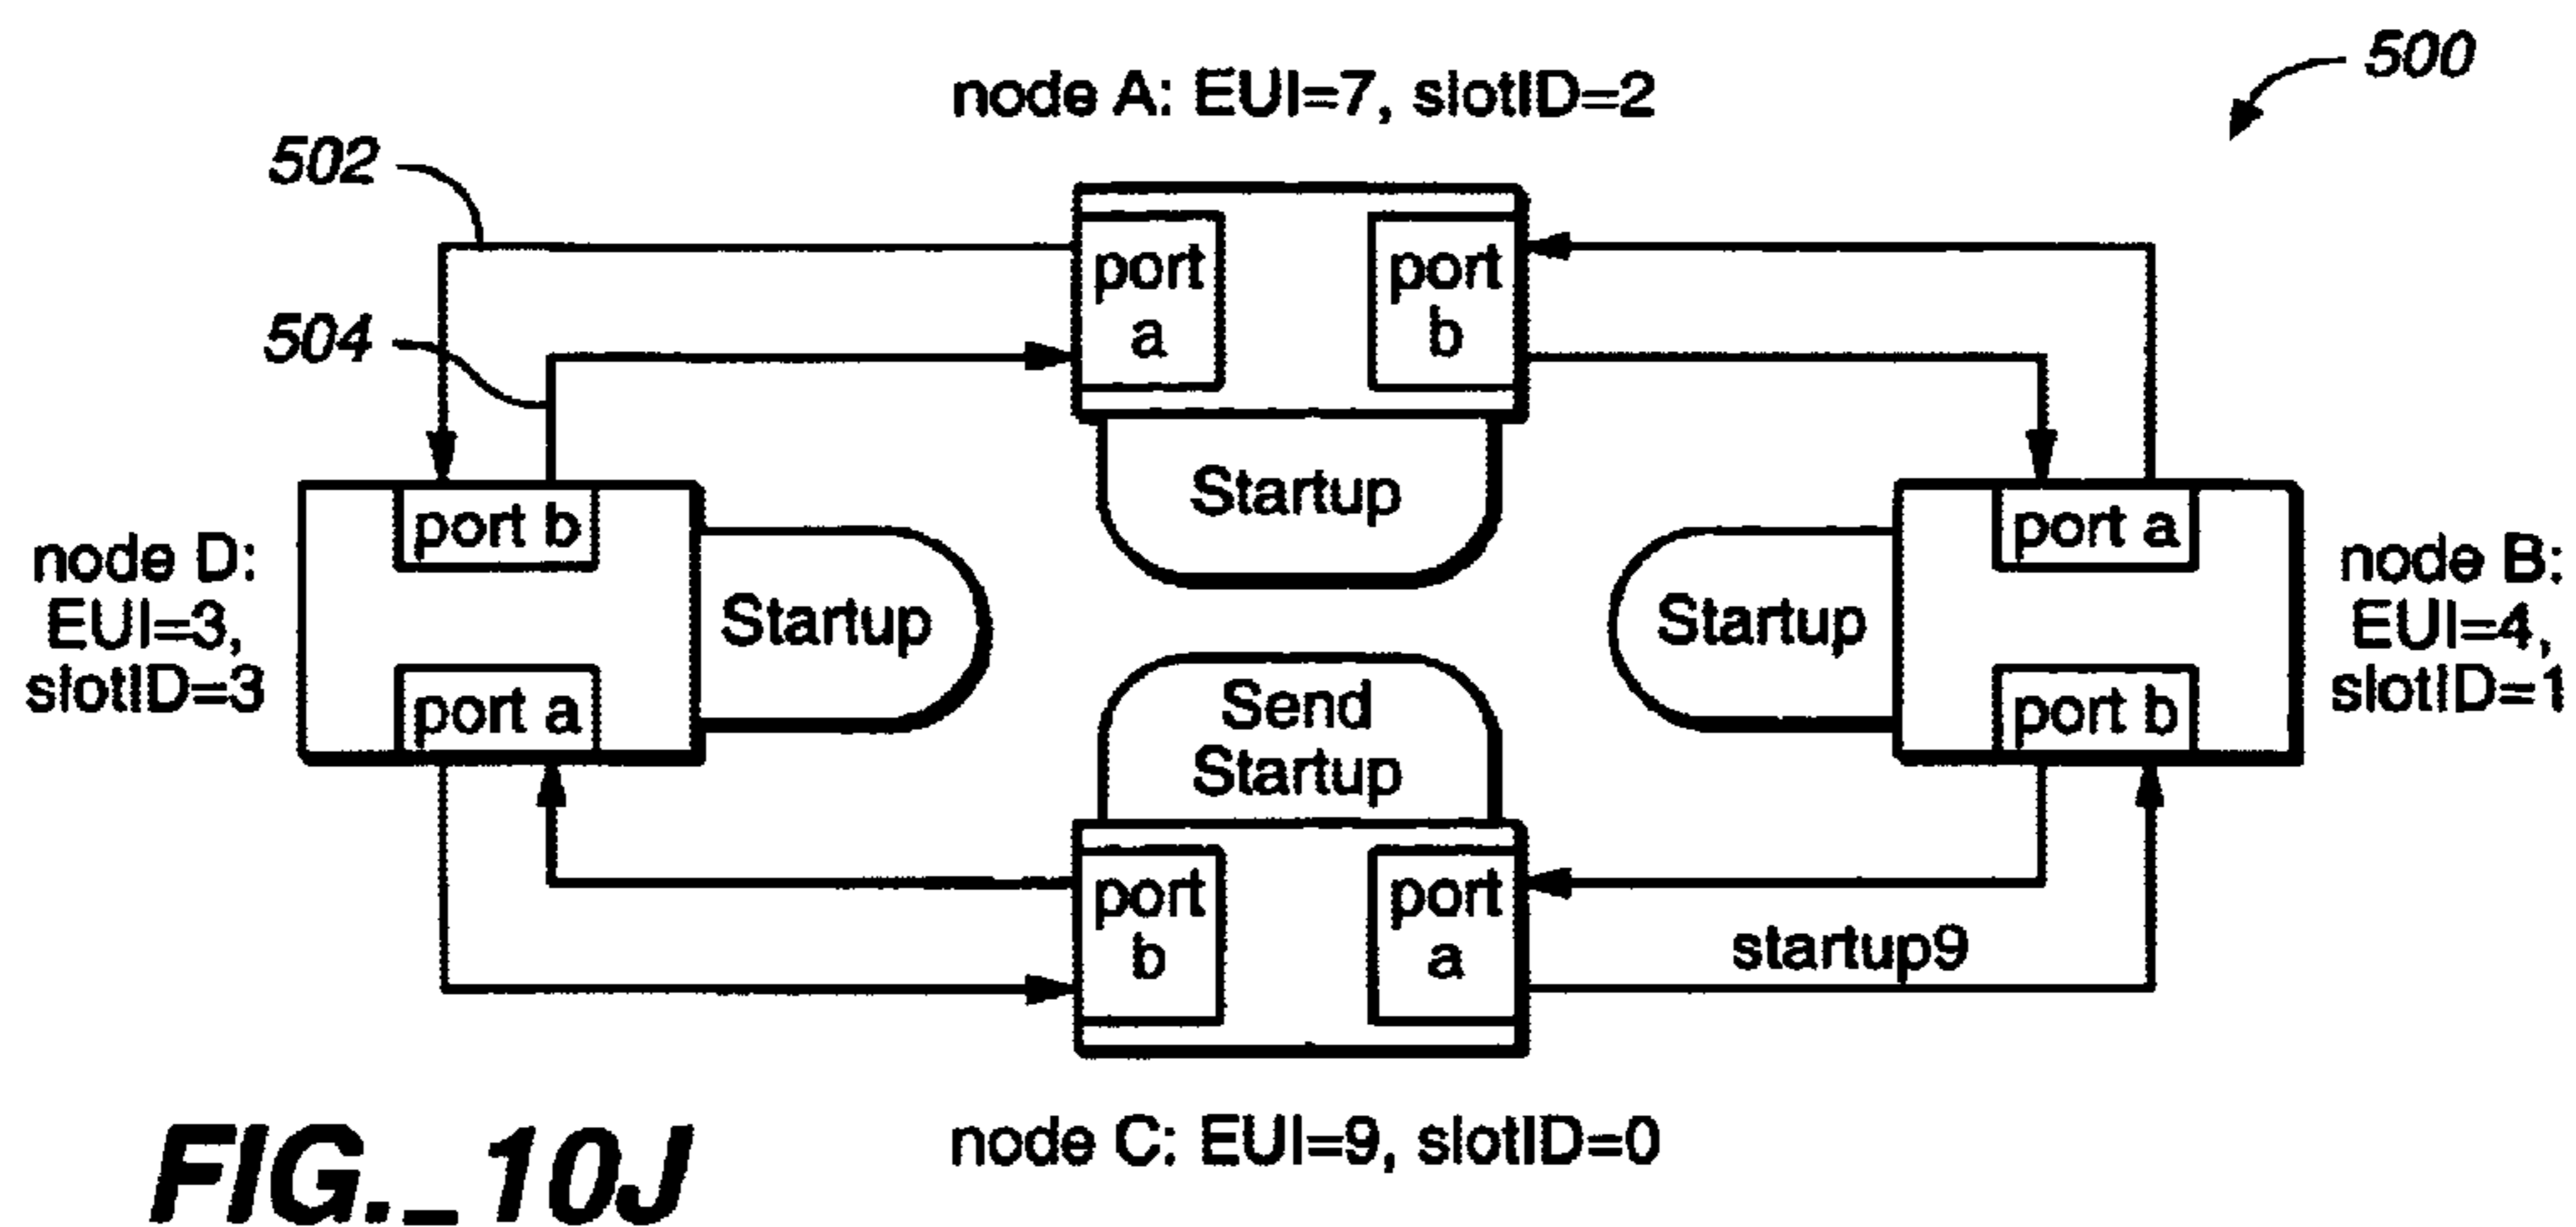 500
node A: EUI=7, slotID=2
502
port
a
port
b
504
Startup
port b
port a
node D:
EUI=3,
slotID=3
Startup
Startup
node B:
EUI=4,
slotID=1
port a
port b
Send
Startup
port
b
port
a
startup9
node C: EUI=9, slotID=0
FIG._10J